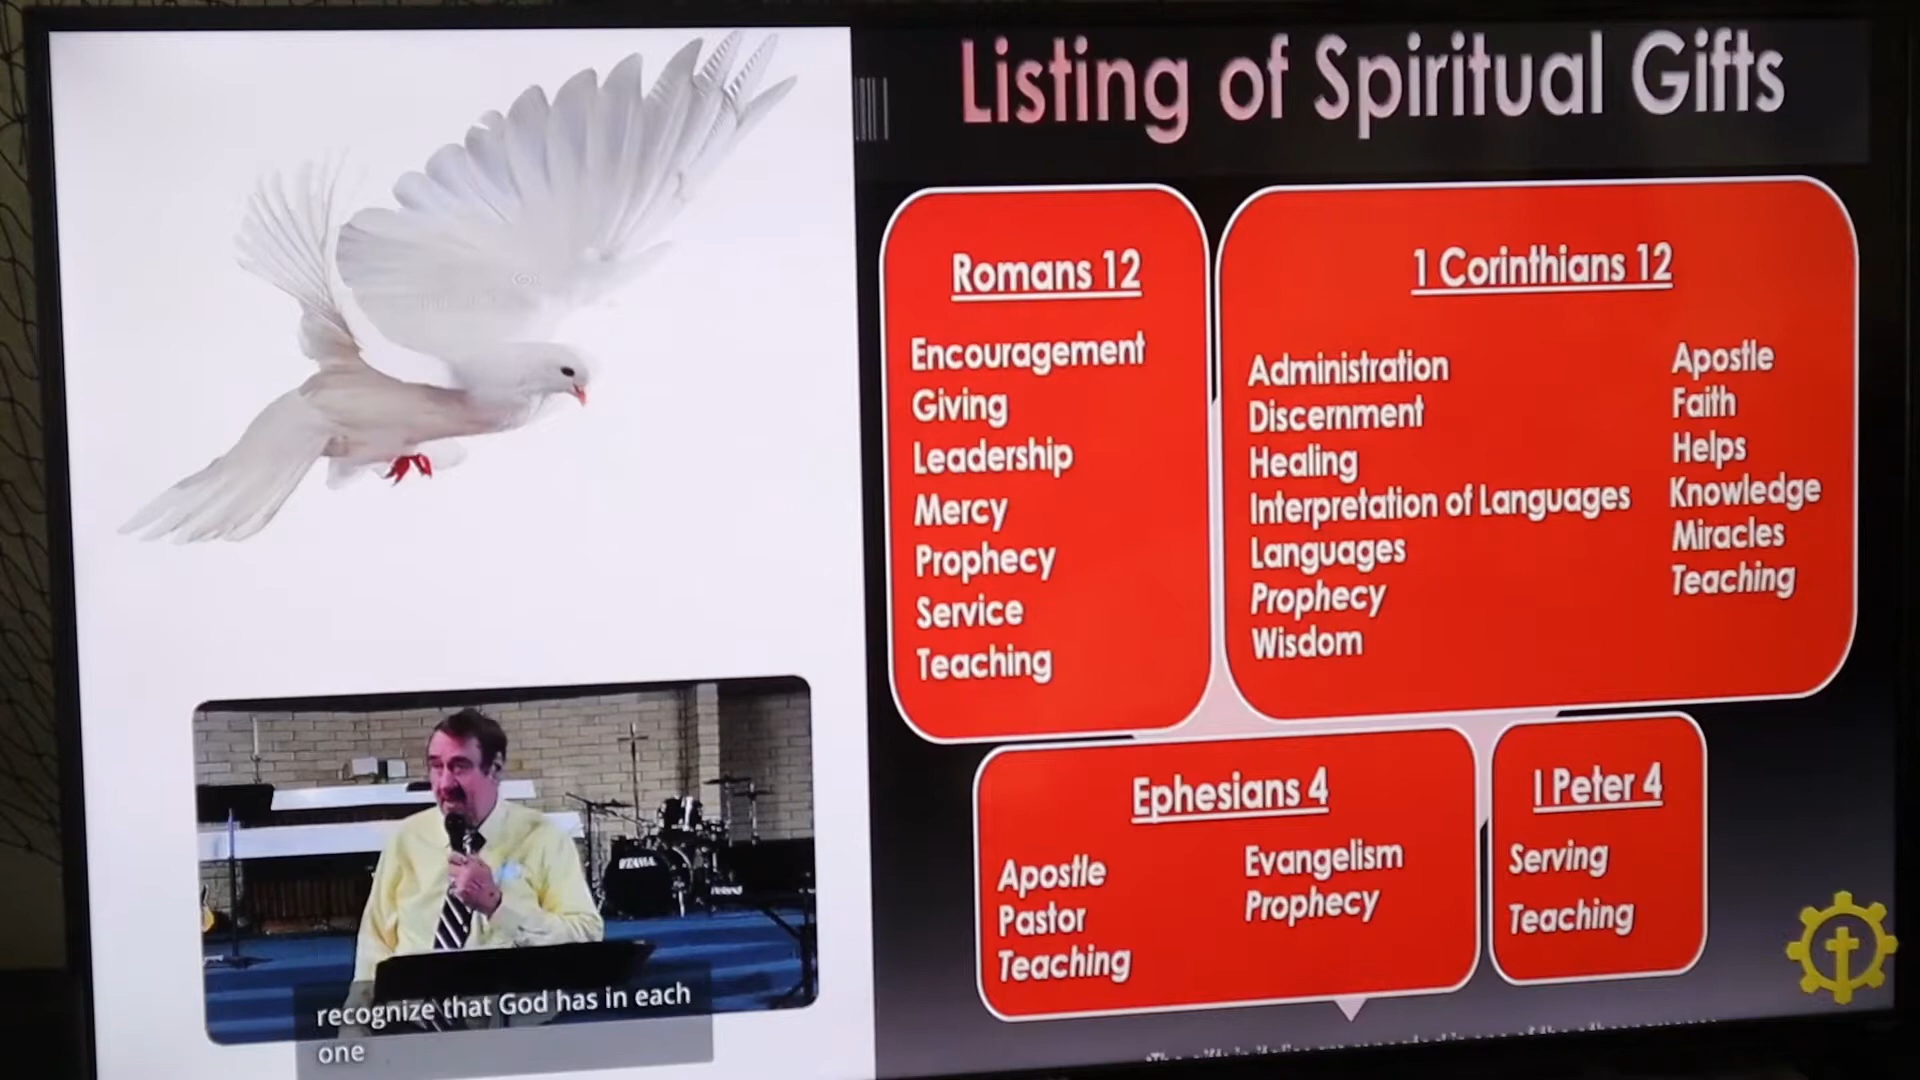 Listing of Spiritual Gifts
Romans 12
Encouragement
Giving
Leadership
Mercy
Prophecy
Service
Teaching
1 Corinthians 12
Administration
Discernment
Healing
Interpretation of Languages
Languages
Prophecy
Wisdom
Apostle
Faith
Helps
Knowledge
Miracles
Teaching
Ephesians 4
Apostle
Pastor
Teaching
Evangelism
Prophecy
I Peter 4
Serving
Teaching
TAMA
recognize that God has in each
one